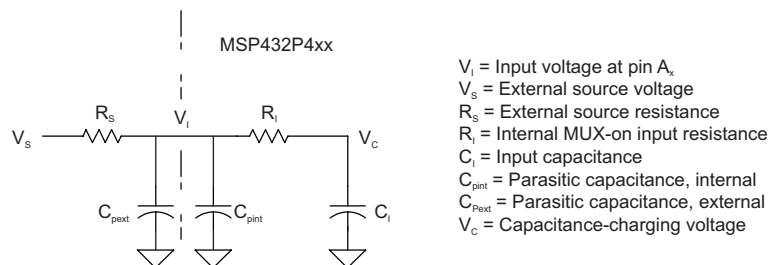 MSP432P4xx
V_S
R_S
V_I
R_I
V_C
C_pext
C_pint
C_I
V_I = Input voltage at pin A_x
V_S = External source voltage
R_S = External source resistance
R_I = Internal MUX-on input resistance
C_I = Input capacitance
C_pint = Parasitic capacitance, internal
C_Pext = Parasitic capacitance, external
V_C = Capacitance-charging voltage